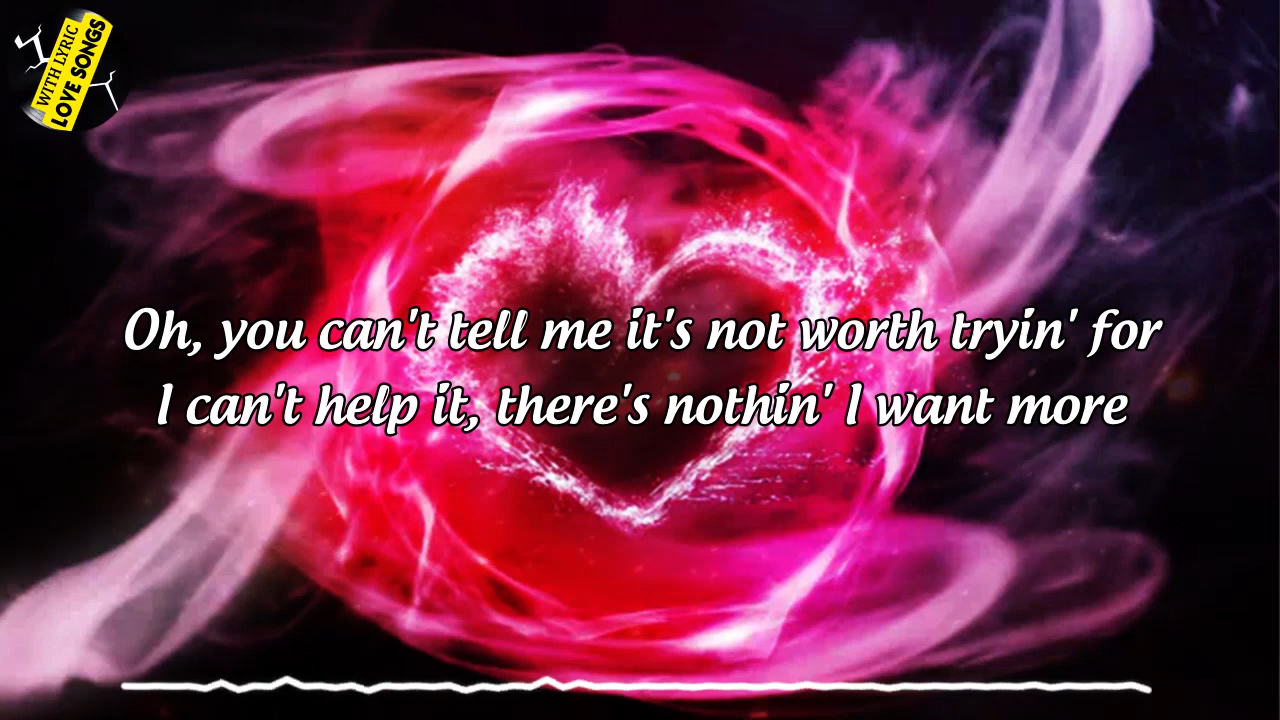 WITH LYRIC
LOVE SONGS
Oh, you can't tell me it's not worth tryin' for
I can't help it, there's nothin' I want more